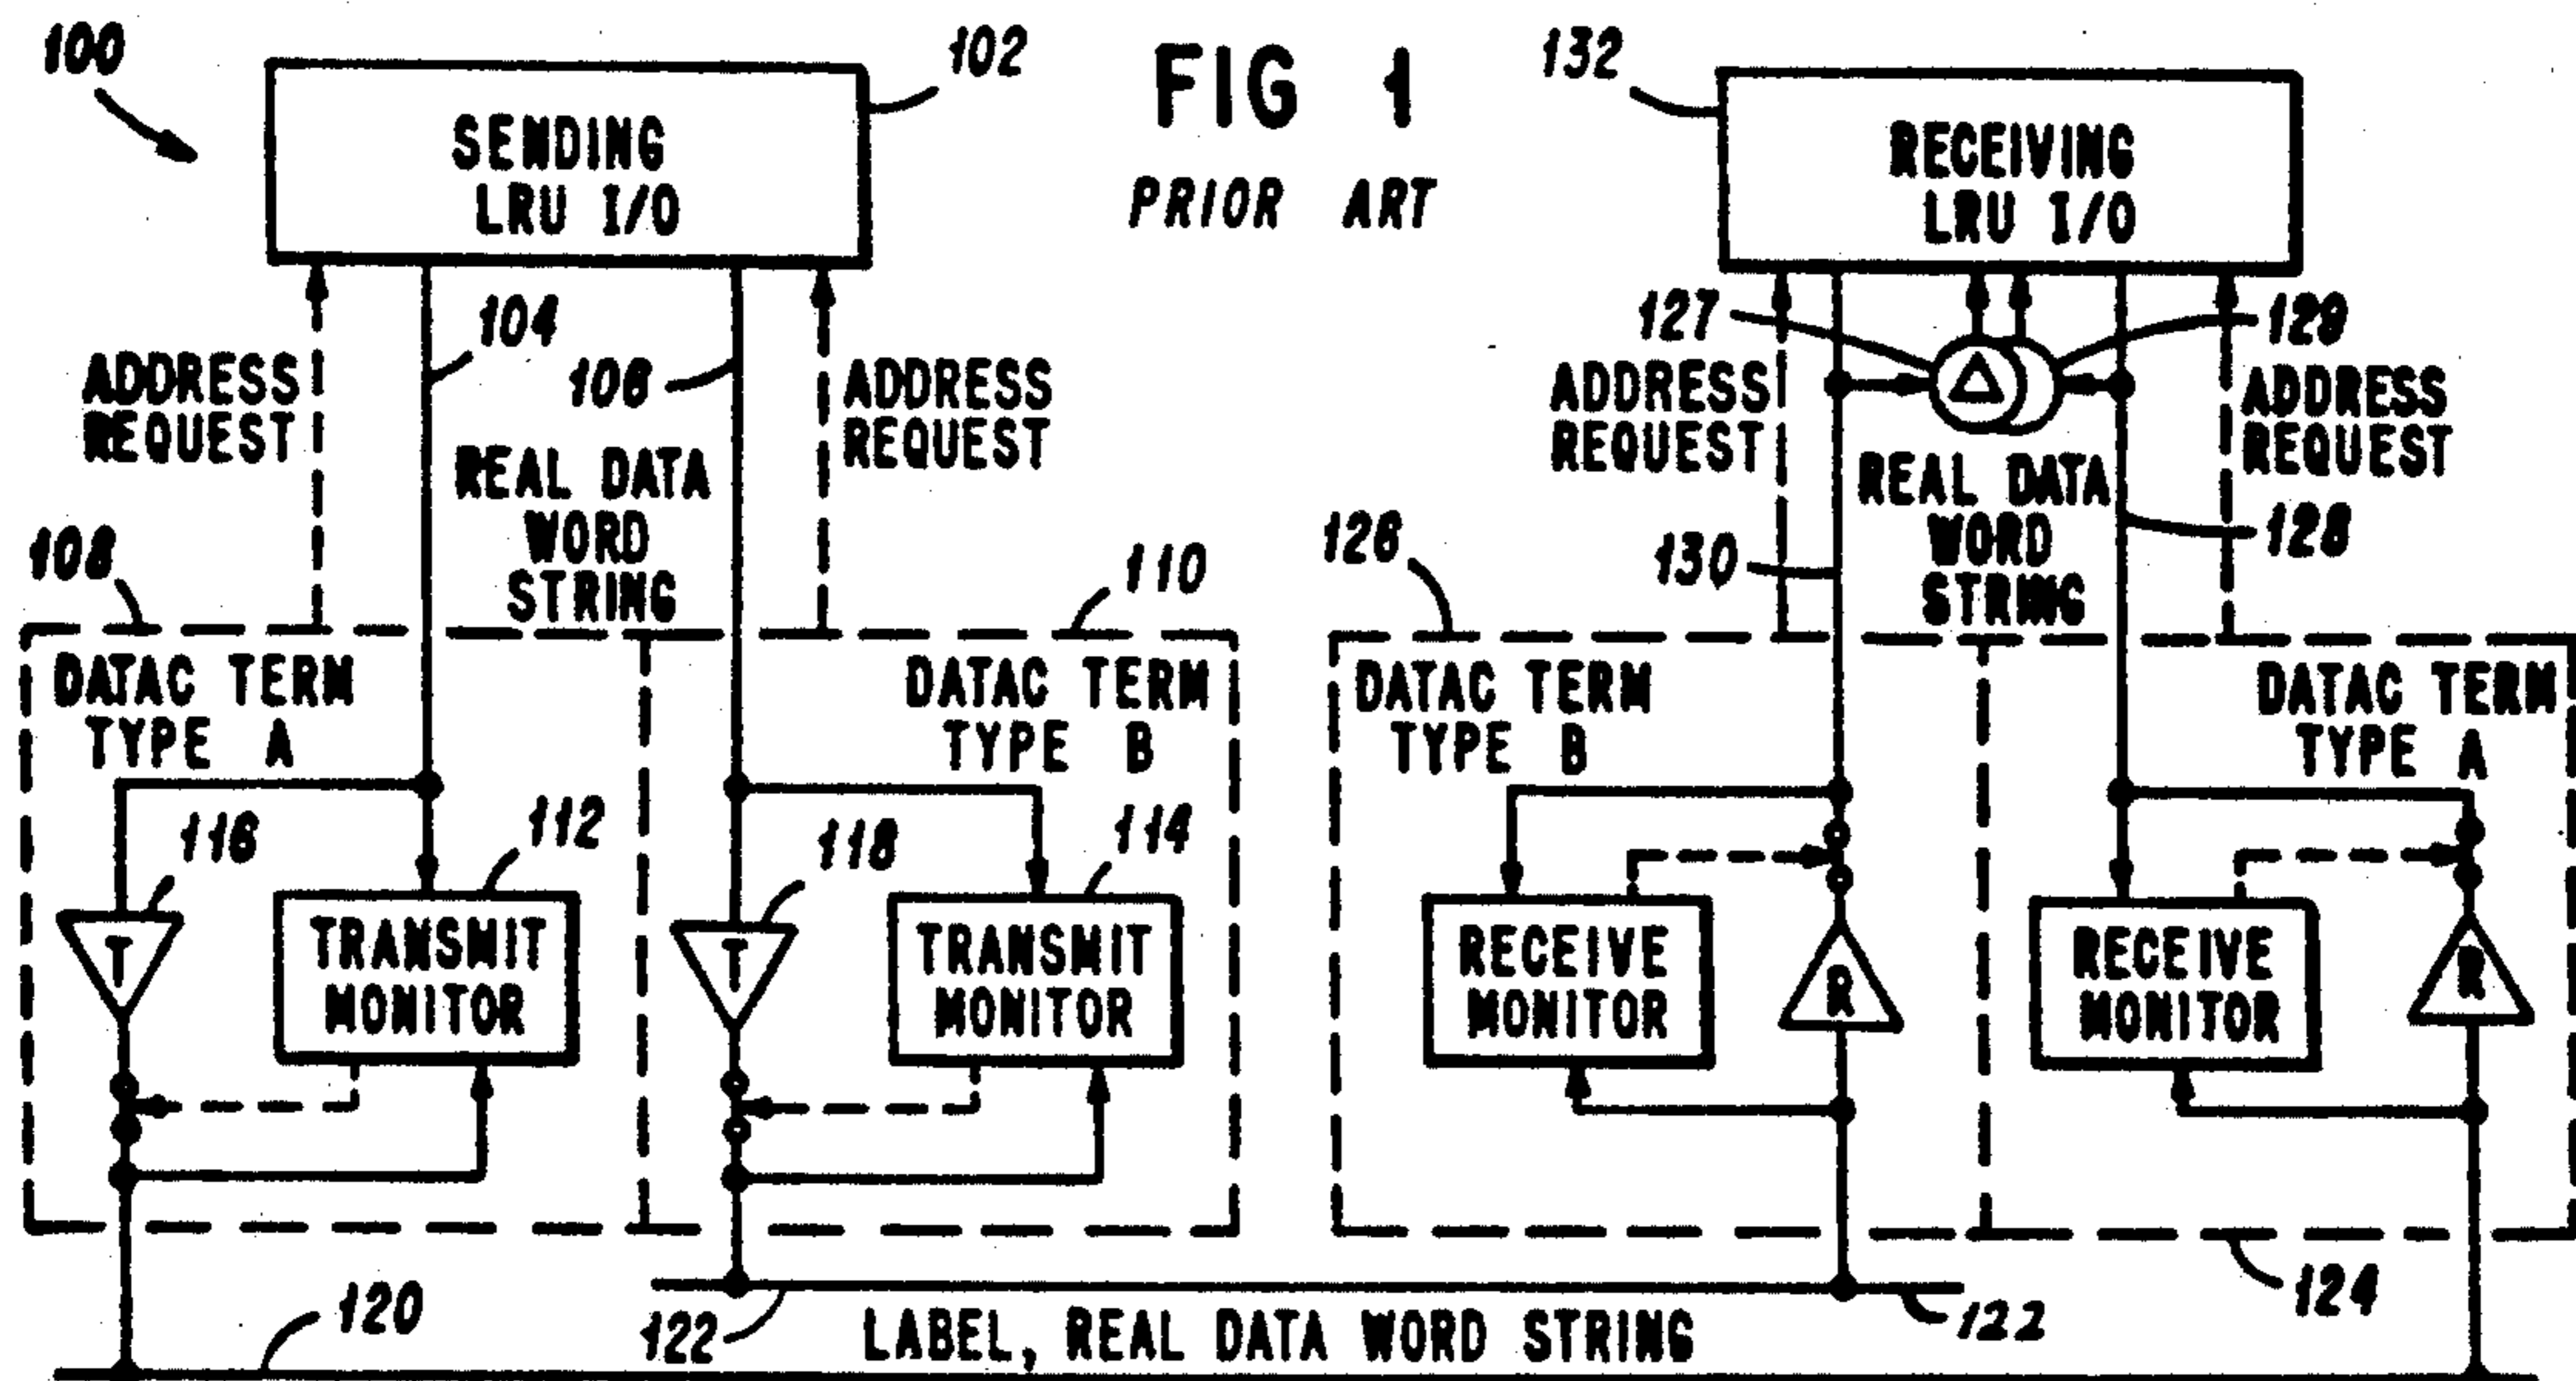 100
102
FIG 1
PRIOR ART
132
SENDING
LRU I/O
RECEIVING
LRU I/O
104
106
127
129
ADDRESS
REQUEST
ADDRESS
REQUEST
ADDRESS
REQUEST
ADDRESS
REQUEST
REAL DATA
WORD
STRING
REAL DATA
WORD
STRING
108
110
126
130
128
DATAC TERM
TYPE A
DATAC TERM
TYPE B
DATAC TERM
TYPE B
DATAC TERM
TYPE A
116
112
118
114
T
TRANSMIT
MONITOR
T
TRANSMIT
MONITOR
RECEIVE
MONITOR
R
RECEIVE
MONITOR
R
120
122
LABEL, REAL DATA WORD STRING
122
124